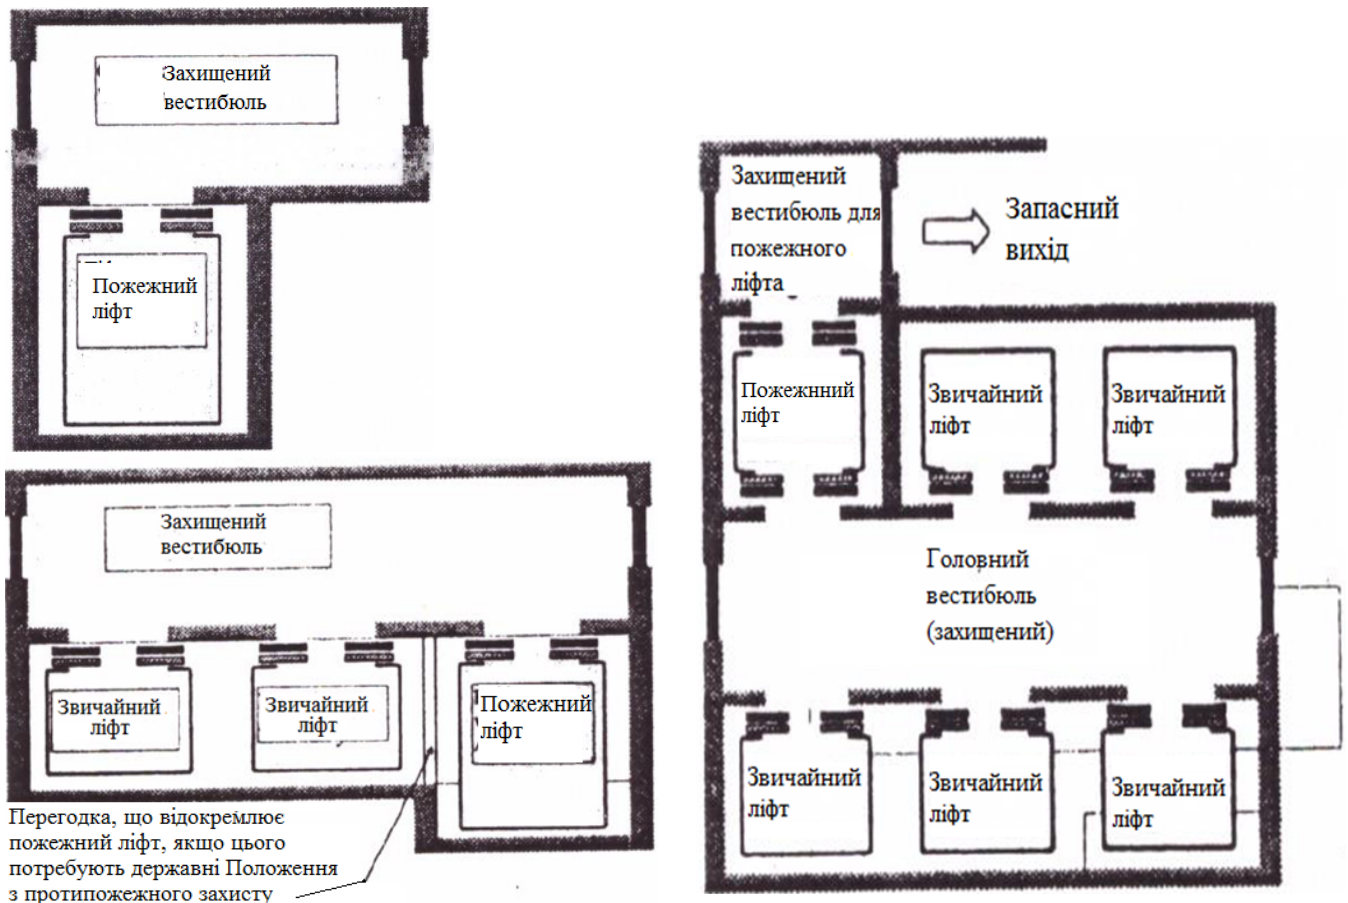 Захищений
вестибюль
Пожежний
ліфт
Захищений
вестибюль
Звичайний
ліфт
Звичайний
ліфт
Пожежний
ліфт
Перегодка, що відокремлює
пожежний ліфт, якщо цього
потребують державні Положення
з протипожежного захисту
Захищений
вестибюль для
пожежного
ліфта
Запасний
вихід
Пожежнний
ліфт
Звичайний
ліфт
Звичайний
ліфт
Головний
вестибюль
(захищений)
Звичайний
ліфт
Звичайний
ліфт
Звичайний
ліфт